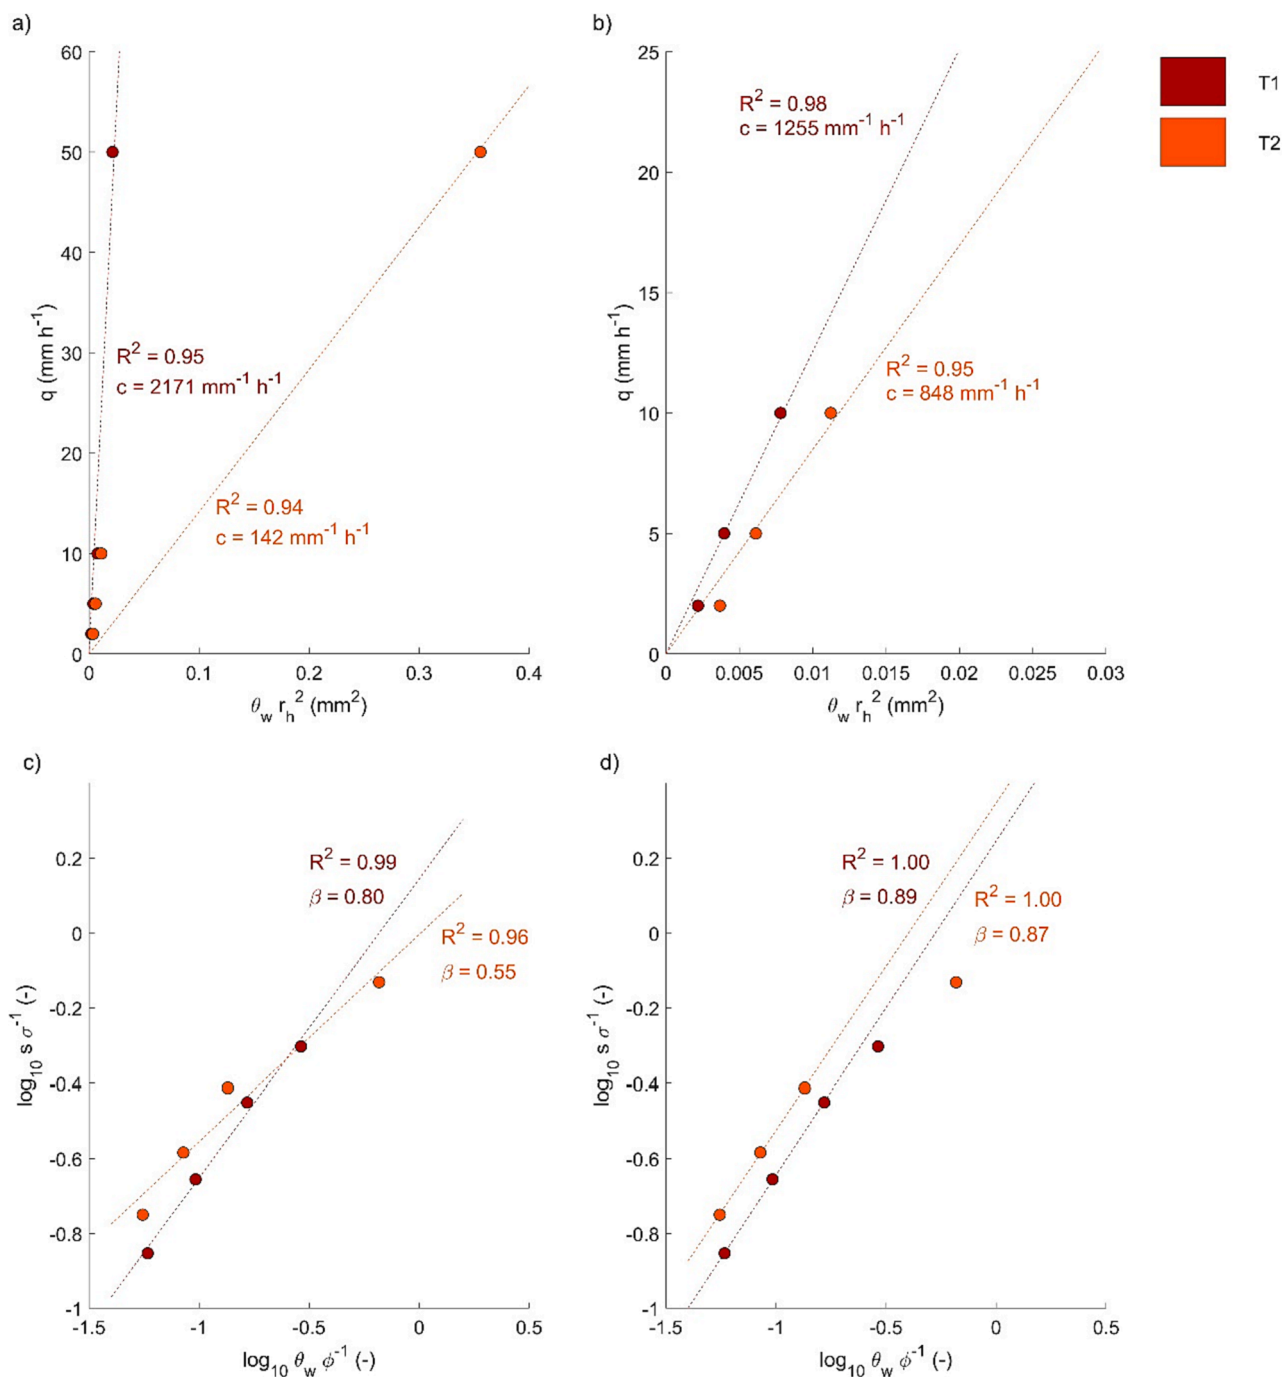 a)
60
50
40
30
20
10
0
q (mm h⁻¹)
R² = 0.95
c = 2171 mm⁻¹ h⁻¹
R² = 0.94
c = 142 mm⁻¹ h⁻¹
0 0.1 0.2 0.3 0.4
θ_w r_h² (mm²)
b)
25
20
15
10
5
0
q (mm h⁻¹)
R² = 0.98
c = 1255 mm⁻¹ h⁻¹
R² = 0.95
c = 848 mm⁻¹ h⁻¹
0 0.005 0.01 0.015 0.02 0.025 0.03
θ_w r_h² (mm²)
T1
T2
c)
0.2
0
-0.2
-0.4
-0.6
-0.8
-1
log₁₀ s σ⁻¹ (-)
R² = 0.99
β = 0.80
R² = 0.96
β = 0.55
-1.5 -1 -0.5 0 0.5
log₁₀ θ_w ϕ⁻¹ (-)
d)
0.2
0
-0.2
-0.4
-0.6
-0.8
-1
log₁₀ s σ⁻¹ (-)
R² = 1.00
β = 0.89
R² = 1.00
β = 0.87
-1.5 -1 -0.5 0 0.5
log₁₀ θ_w ϕ⁻¹ (-)